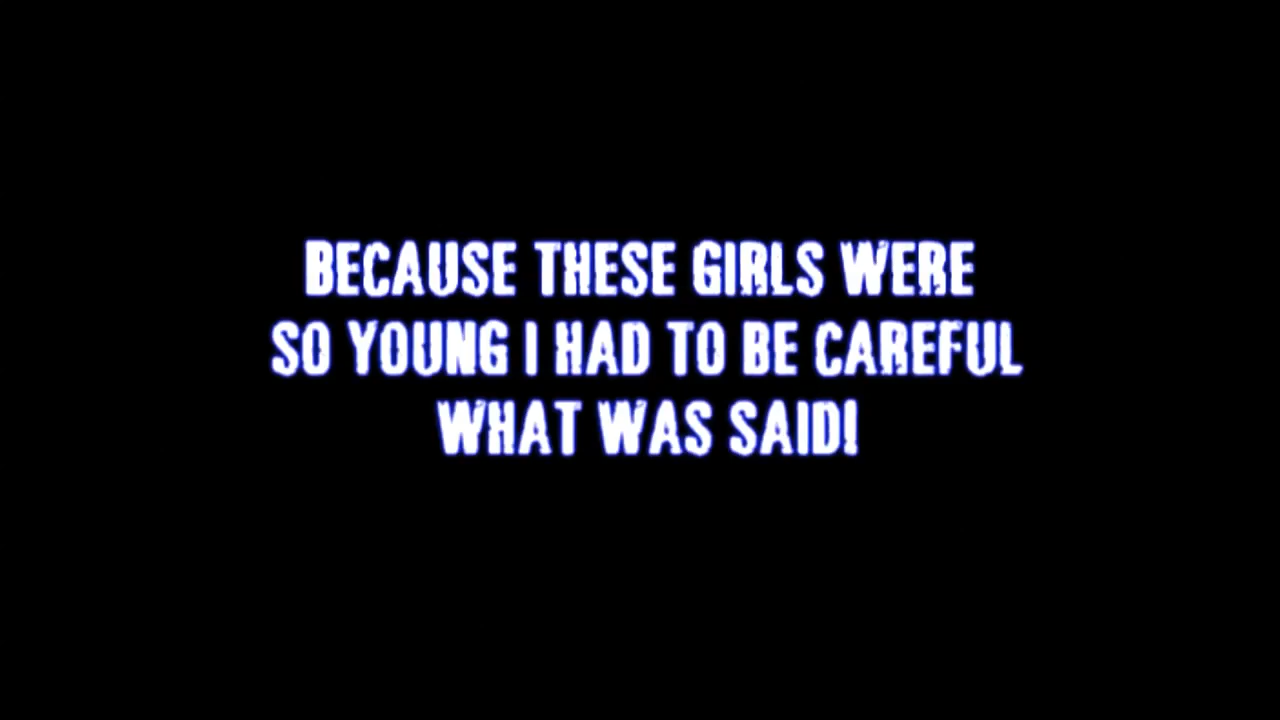 BECAUSE THESE GIRLS WERE
SO YOUNG I HAD TO BE CAREFUL
WHAT WAS SAID!